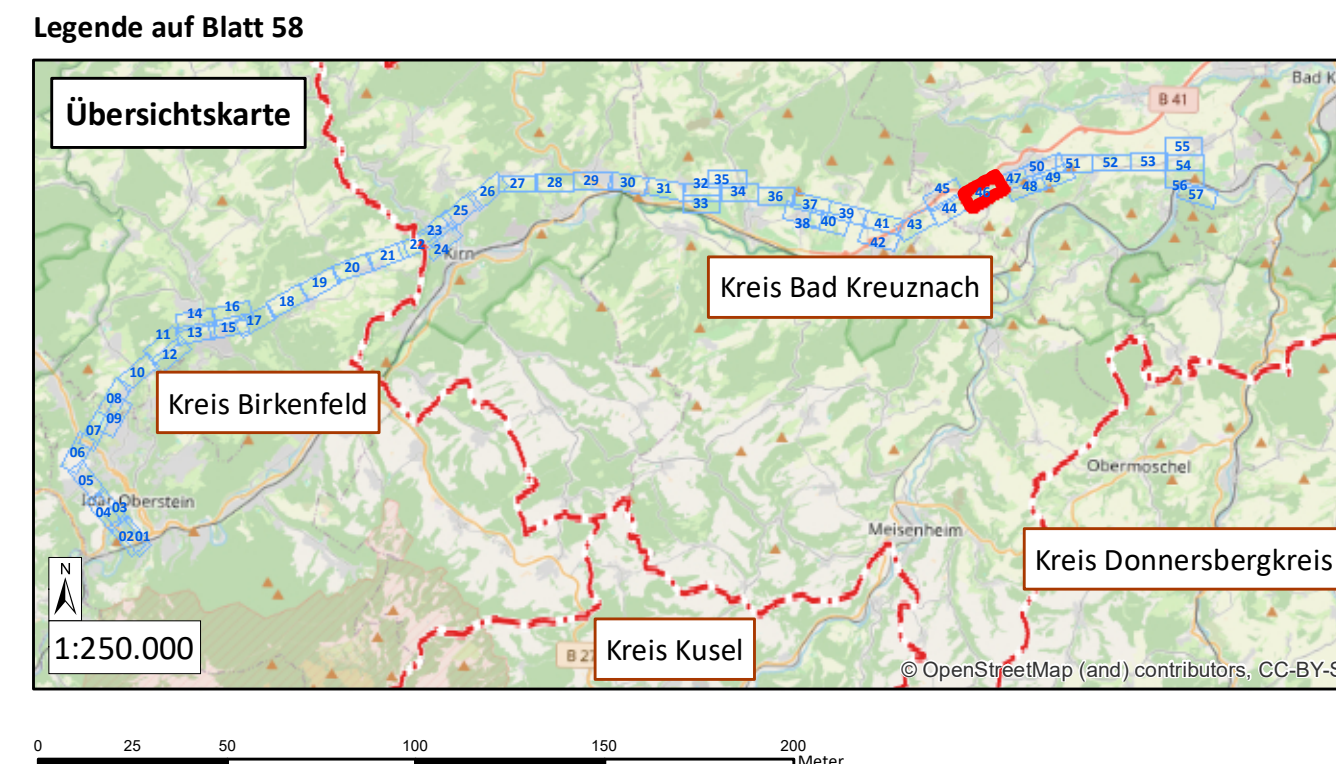 Legende auf Blatt 58
Übersichtskarte
Bad K
B 41
55
50 51 52 53 54
45 46 47 48 49
56
57
26 27 28 29 30 31 32 35
33 34 36 37
38 40 39 41 43 44
42
25
23
22 24
Kirn
21
20
19
18
Kreis Bad Kreuznach
14 16
11 13 15 17
12
10
Kreis Birkenfeld
08
09
07
06
05
Idar-Oberstein
04 03
02 01
Obermoschel
Meisenheim
Kreis Donnersbergkreis
N
1:250.000
B 27
Kreis Kusel
© OpenStreetMap (and) contributors, CC-BY-S
0 25 50 100 150 200
Meter